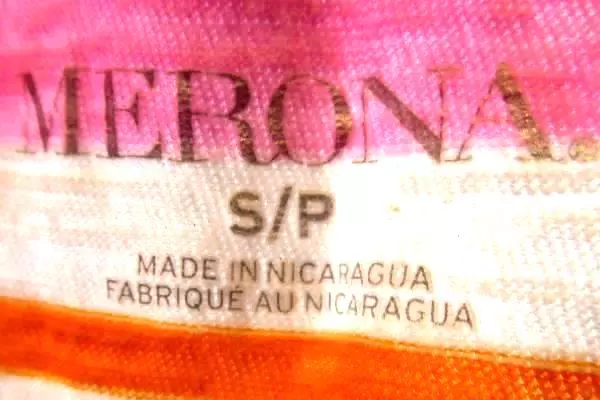 MERONA
S/P
MADE IN NICARAGUA
FABRIQUÉ AU NICARAGUA